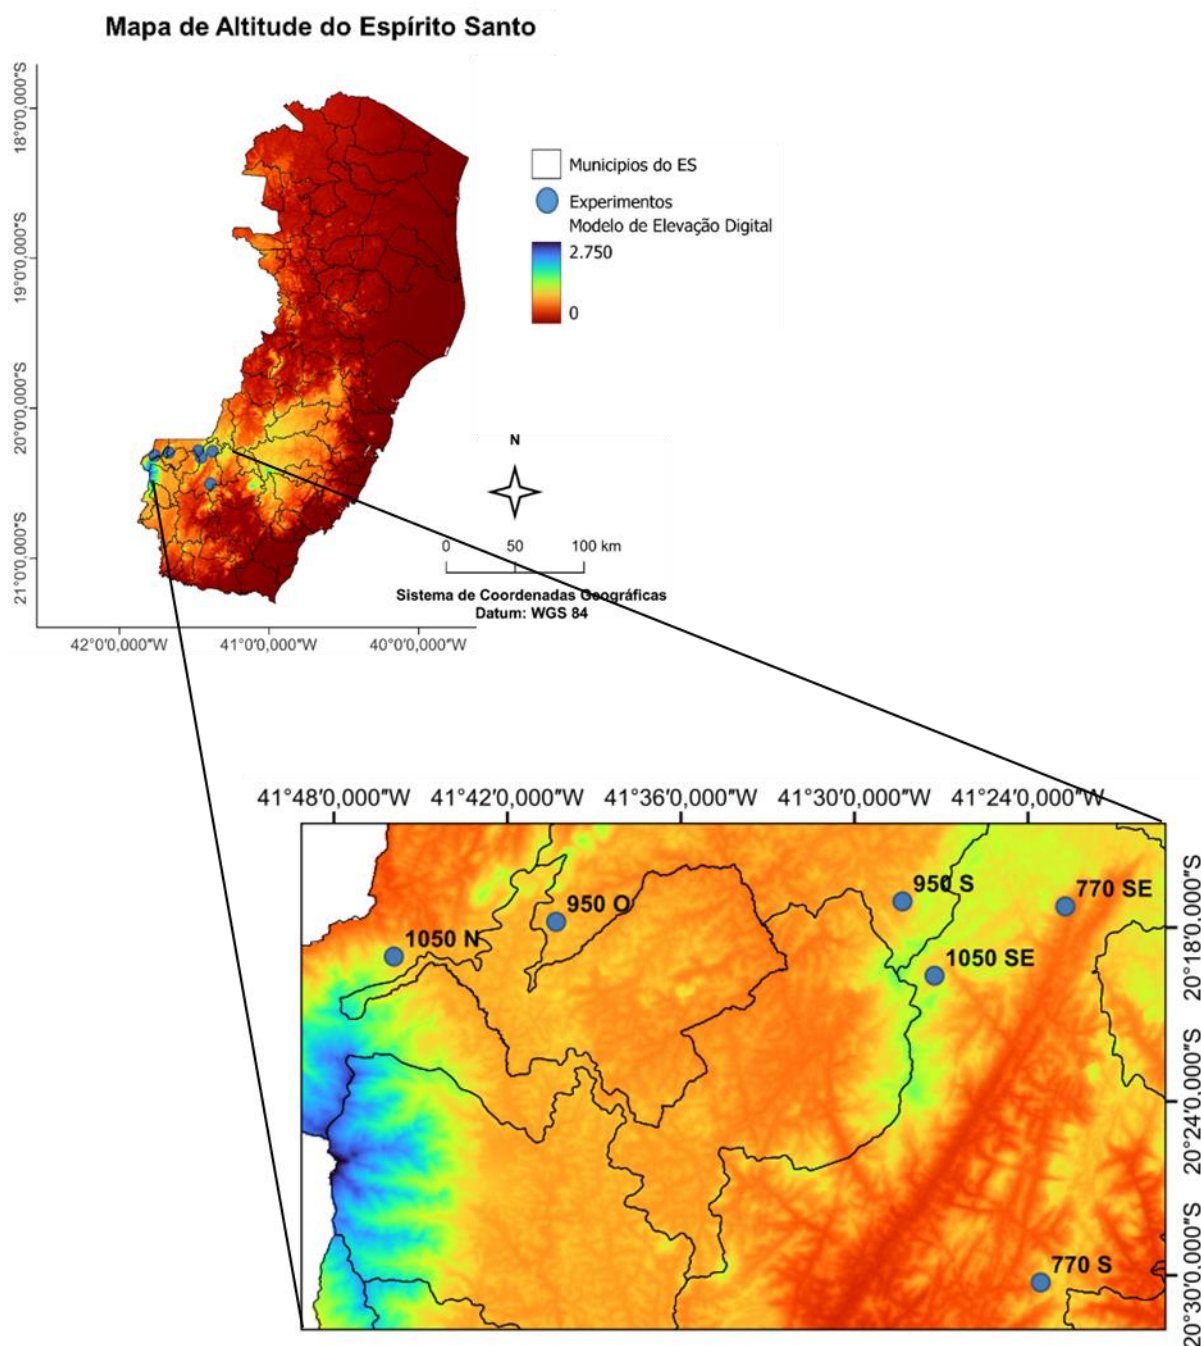 Mapa de Altitude do Espírito Santo
18°0'0,000"S
19°0'0,000"S
20°0'0,000"S
21°0'0,000"S
42°0'0,000"W
41°0'0,000"W
40°0'0,000"W
Municipios do ES
Experimentos
Modelo de Elevação Digital
2.750
0
N
0 50 100 km
Sistema de Coordenadas Geográficas
Datum: WGS 84
41°48'0,000"W
41°42'0,000"W
41°36'0,000"W
41°30'0,000"W
41°24'0,000"W
950 S
770 SE
950 O
1050 N
1050 SE
770 S
20°18'0,000"S
20°24'0,000"S
20°30'0,000"S